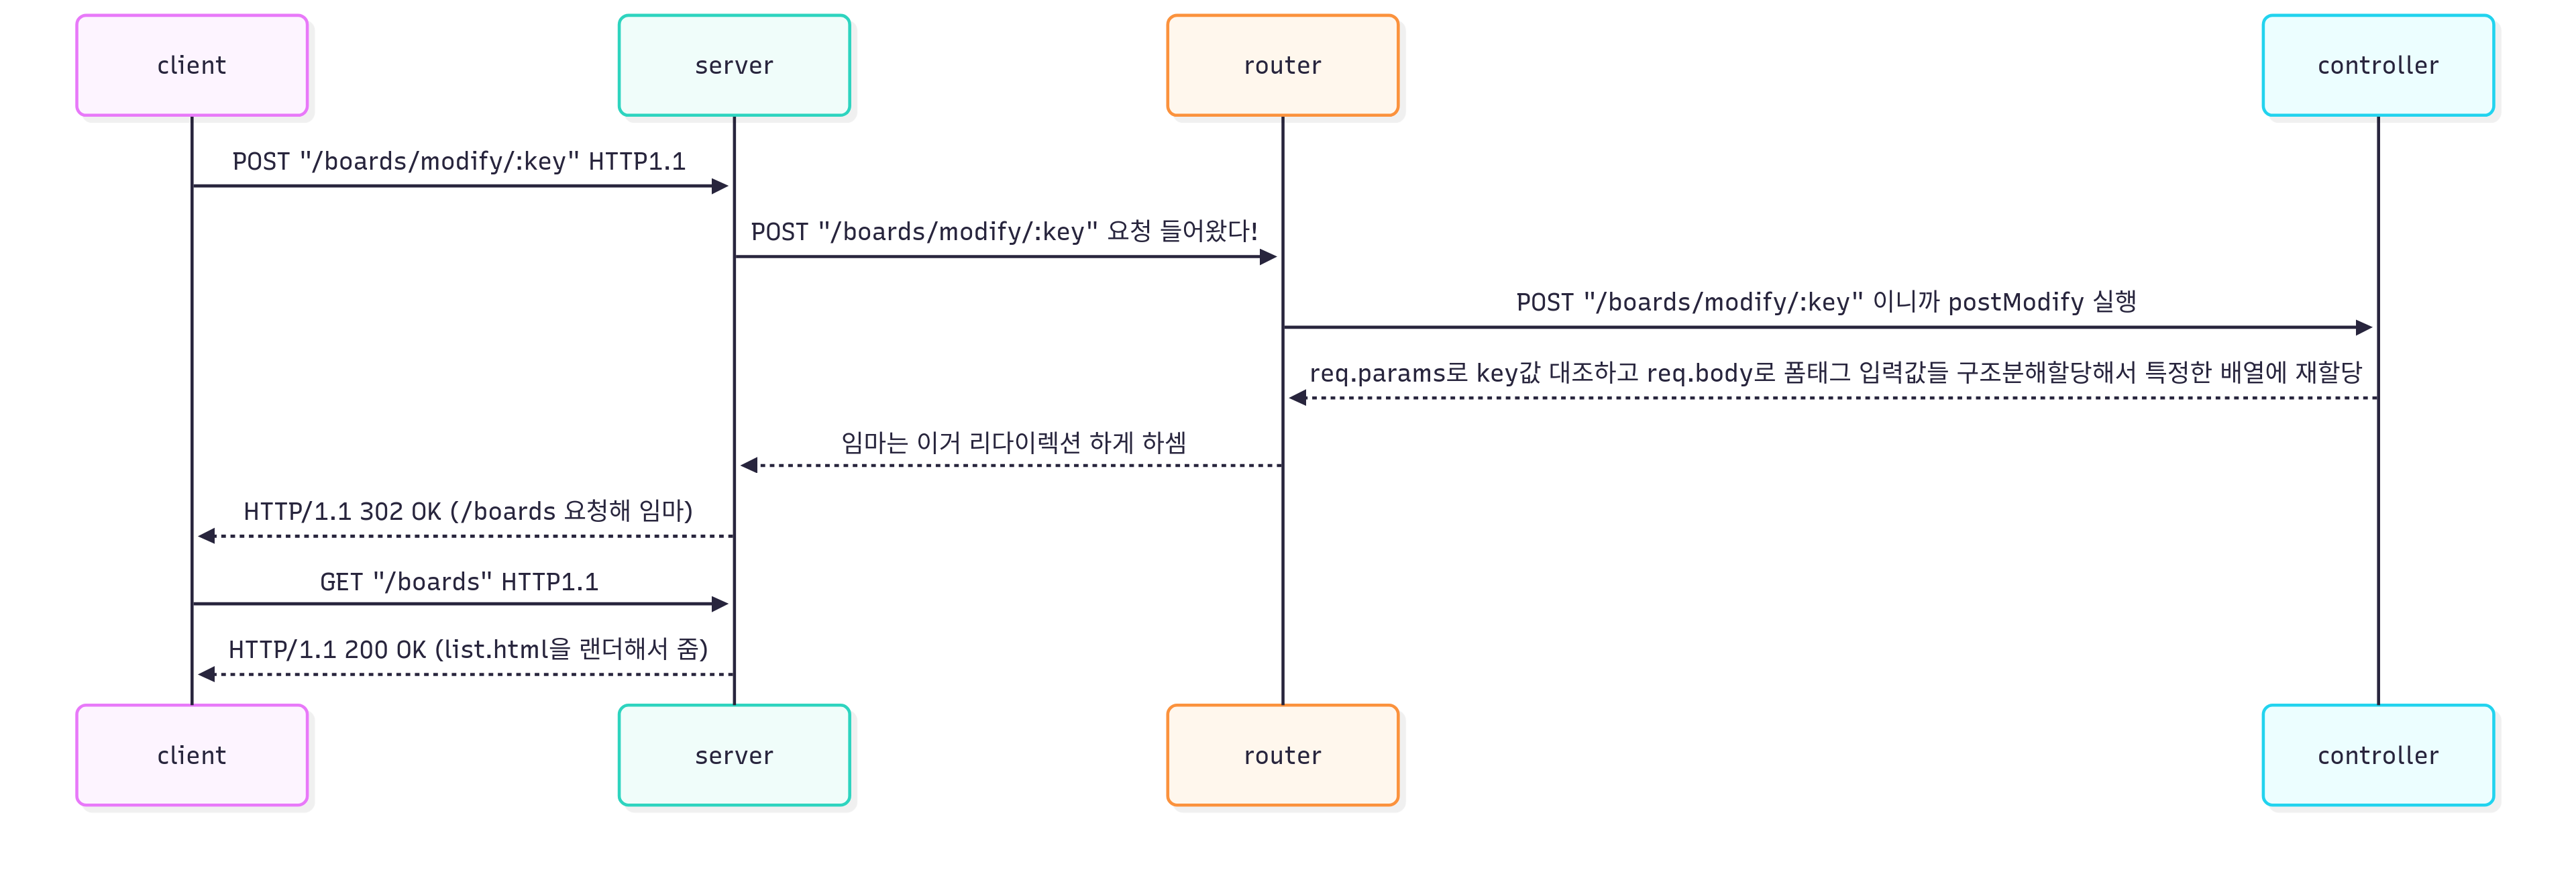 client
server
router
controller
POST "/boards/modify/:key" HTTP1.1
POST "/boards/modify/:key" 요청 들어왔다!
POST "/boards/modify/:key" 이니까 postModify 실행
req.params로 key값 대조하고 req.body로 폼태그 입력값들 구조분해할당해서 특정한 배열에 재할당
임마는 이거 리다이렉션 하게 하셈
HTTP/1.1 302 OK (/boards 요청해 임마)
GET "/boards" HTTP1.1
HTTP/1.1 200 OK (list.html을 랜더해서 줌)
client
server
router
controller